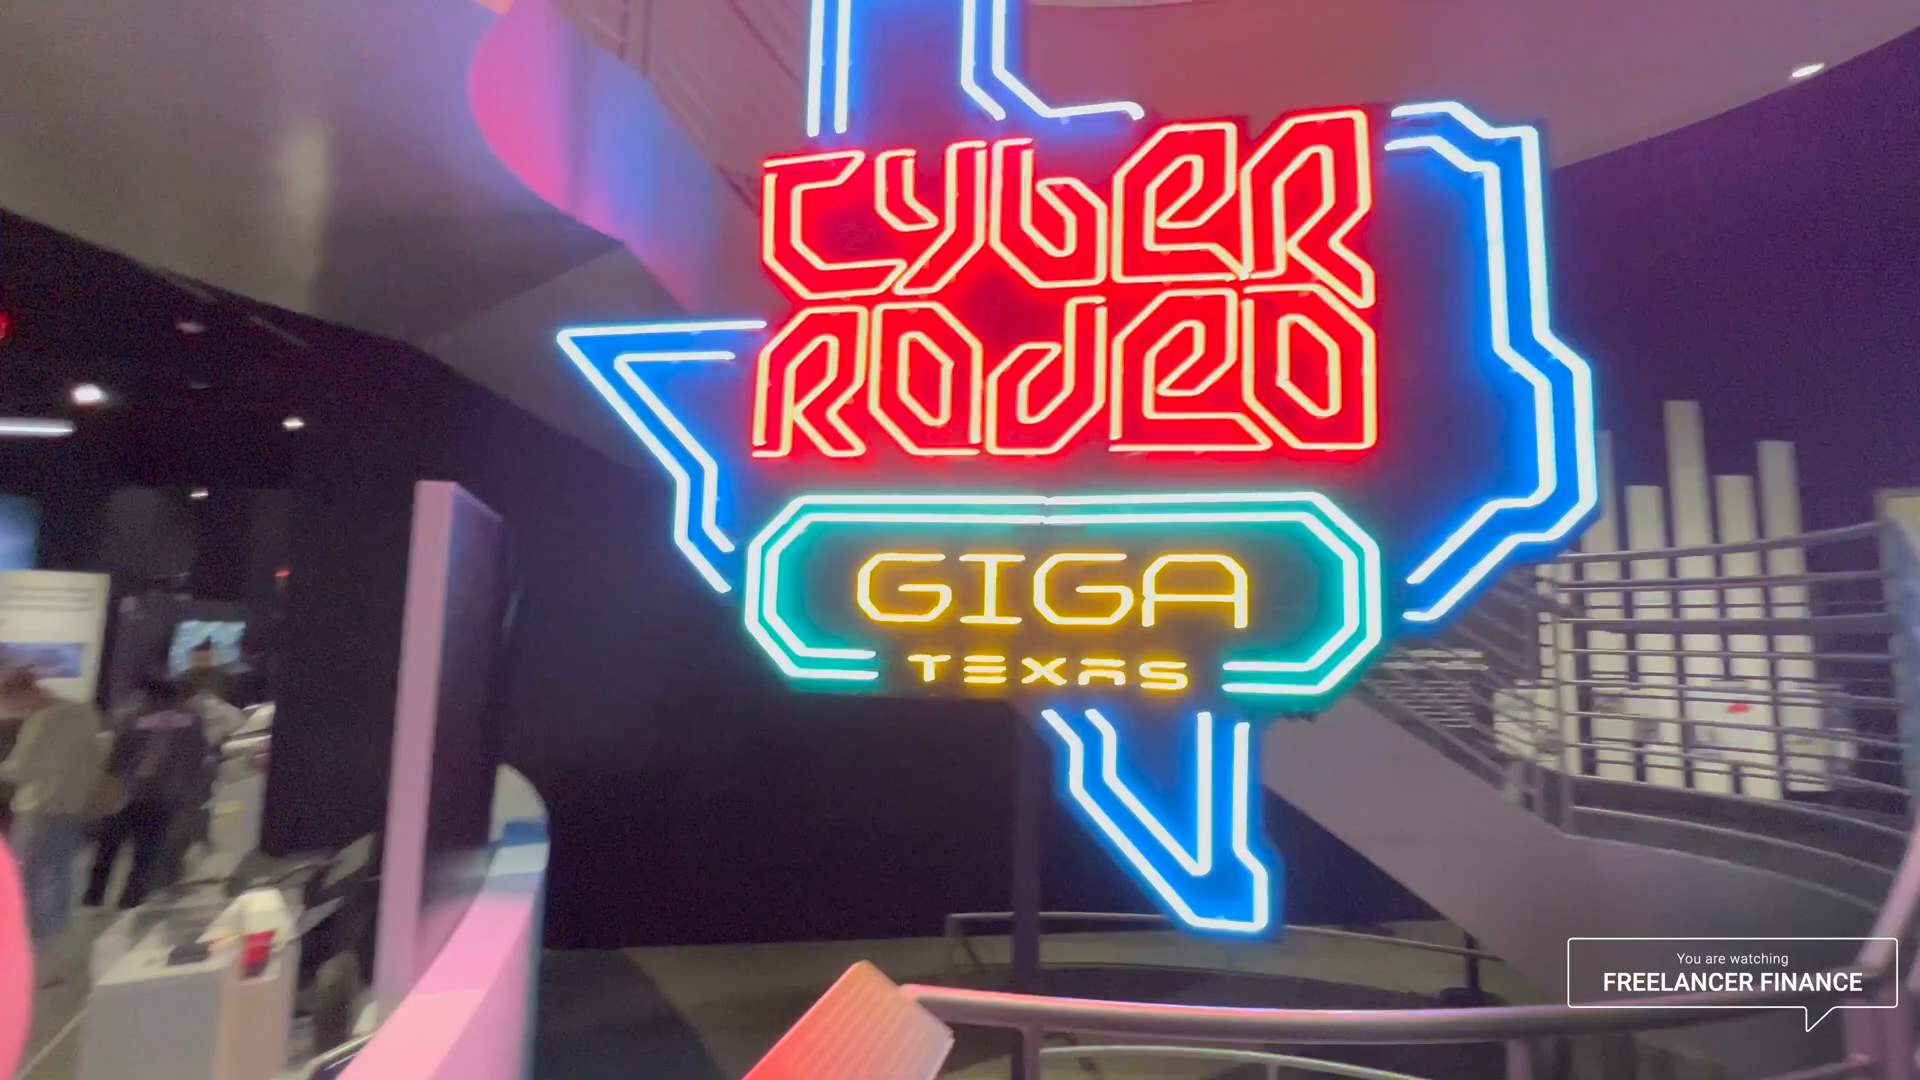 CYbER
ROdEO
GIGA
TEXAS
You are watching
FREELANCER FINANCE